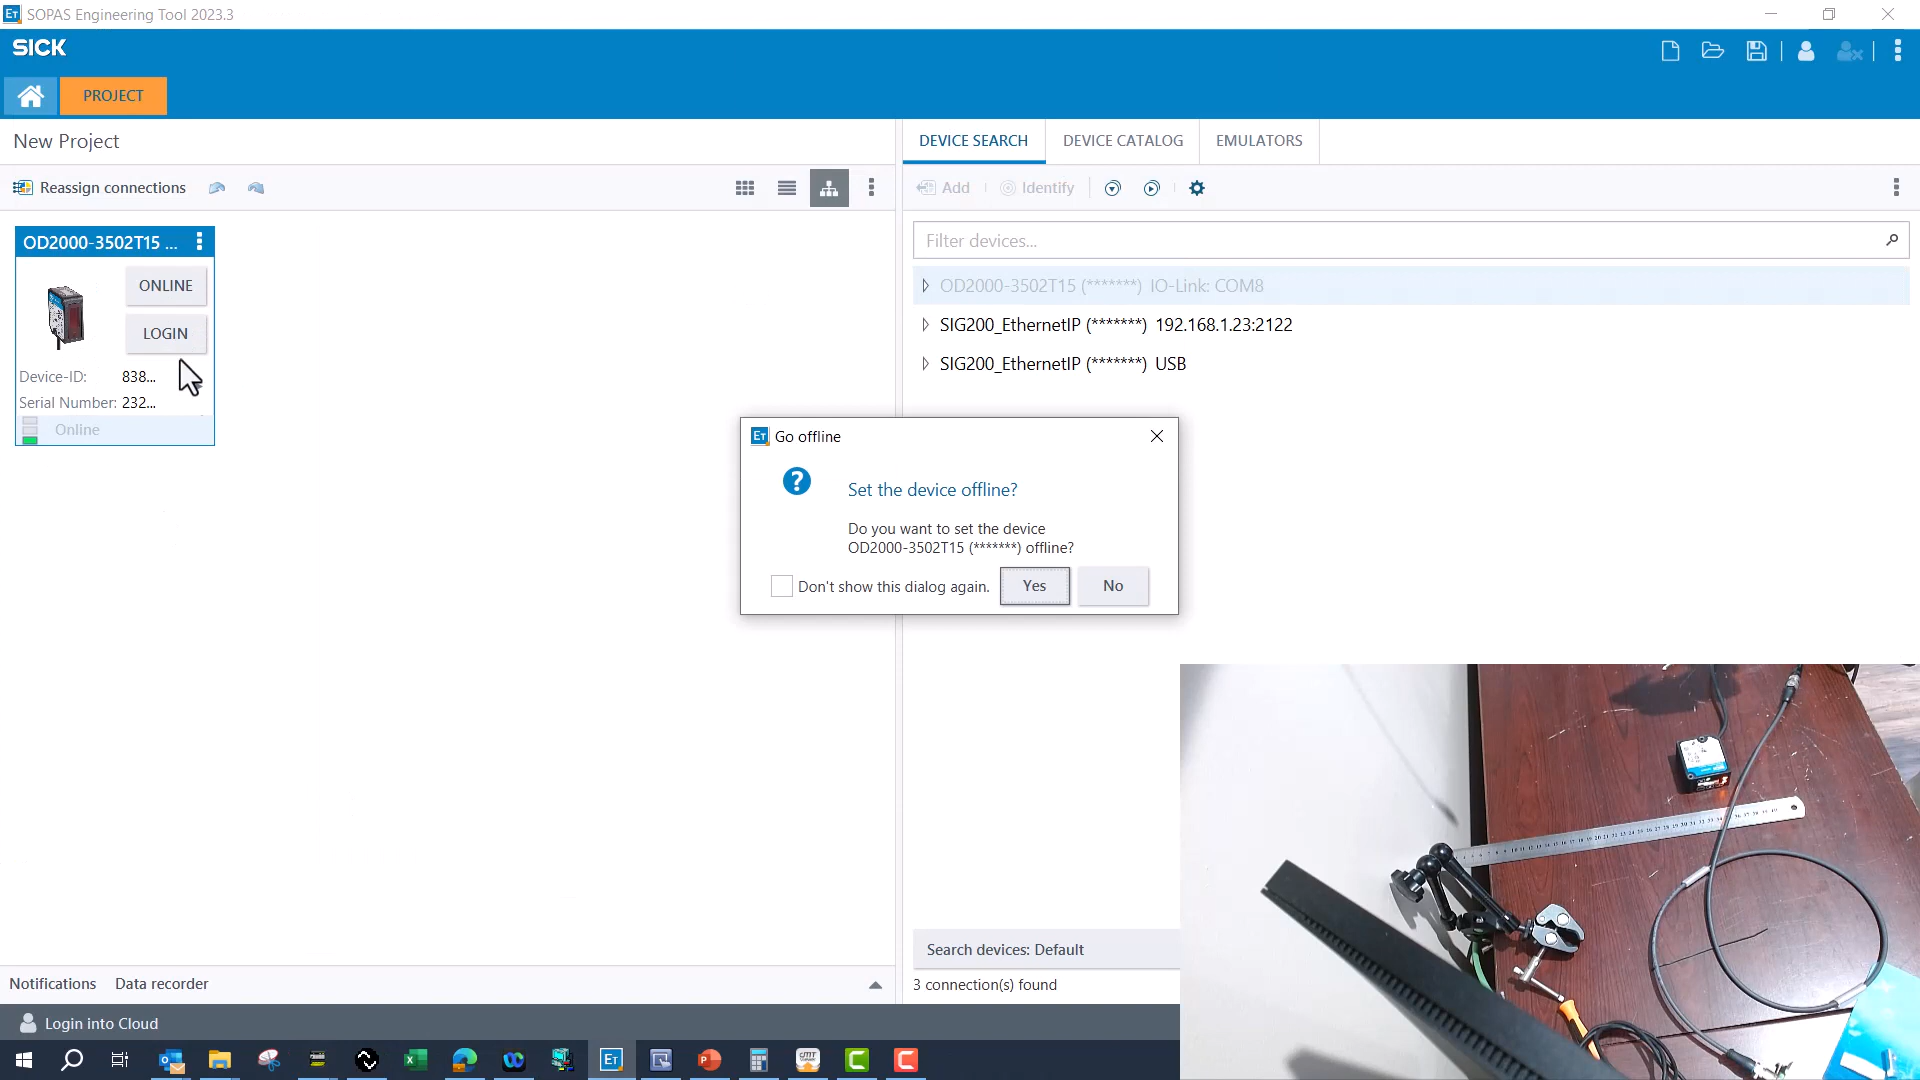 SOPAS Engineering Tool 2023.3
SICK
PROJECT
New Project
Reassign connections
OD2000-3502T15 ...
ONLINE
LOGIN
Device-ID: 838...
Serial Number: 232...
Online
DEVICE SEARCH
DEVICE CATALOG
EMULATORS
Add
Identify
Filter devices...
OD2000-3502T15 (*******) IO-Link: COM8
SIG200_EthernetIP (*******) 192.168.1.23:2122
SIG200_EthernetIP (*******) USB
Go offline
Set the device offline?
Do you want to set the device
OD2000-3502T15 (*******) offline?
Don't show this dialog again.
Yes
No
Search devices: Default
3 connection(s) found
Notifications
Data recorder
Login into Cloud